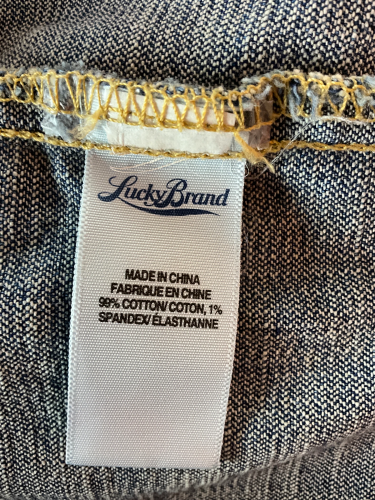 Lucky Brand
MADE IN CHINA
FABRIQUE EN CHINE
99% COTTON/ COTON, 1%
SPANDEX/ ÉLASTHANNE